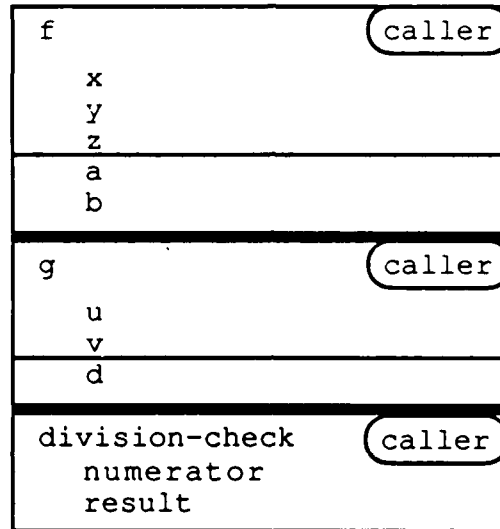 f caller
x
y
z
a
b
g caller
u
v
d
division-check caller
numerator
result